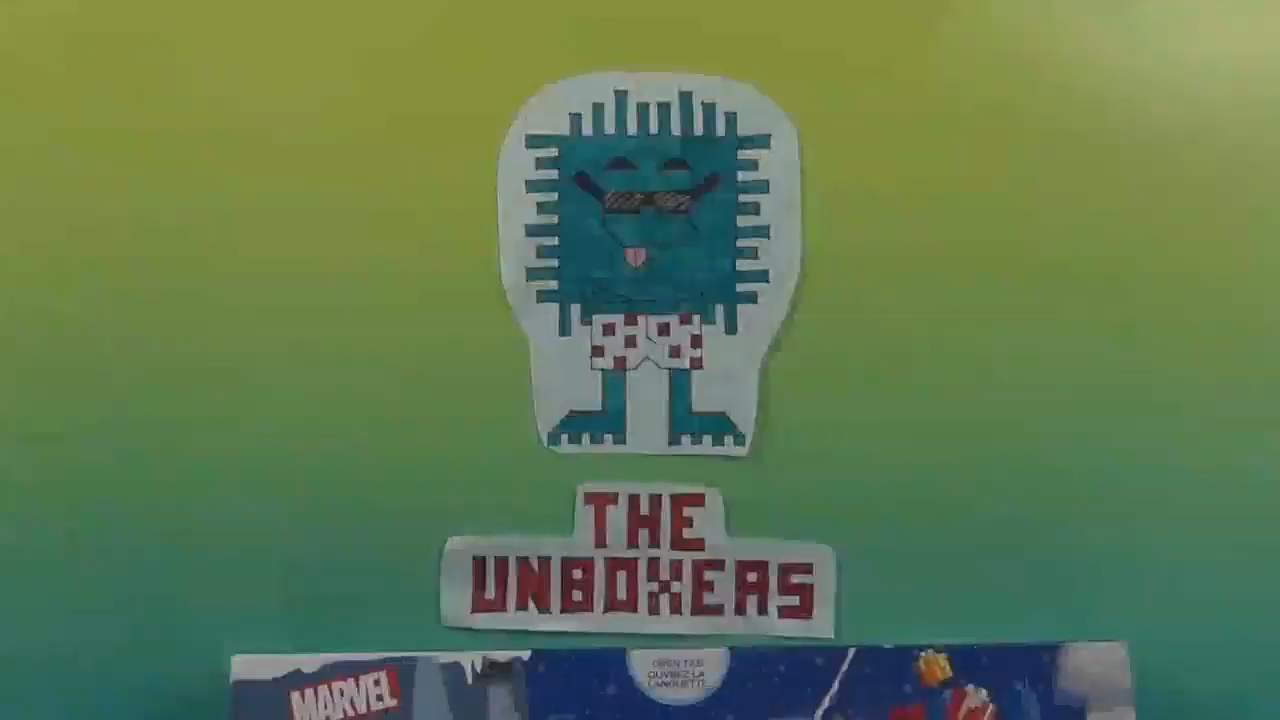 THE
UNBOXERS
MARVEL
OPEN TAB
OUVREZ LA
LANGUETTE